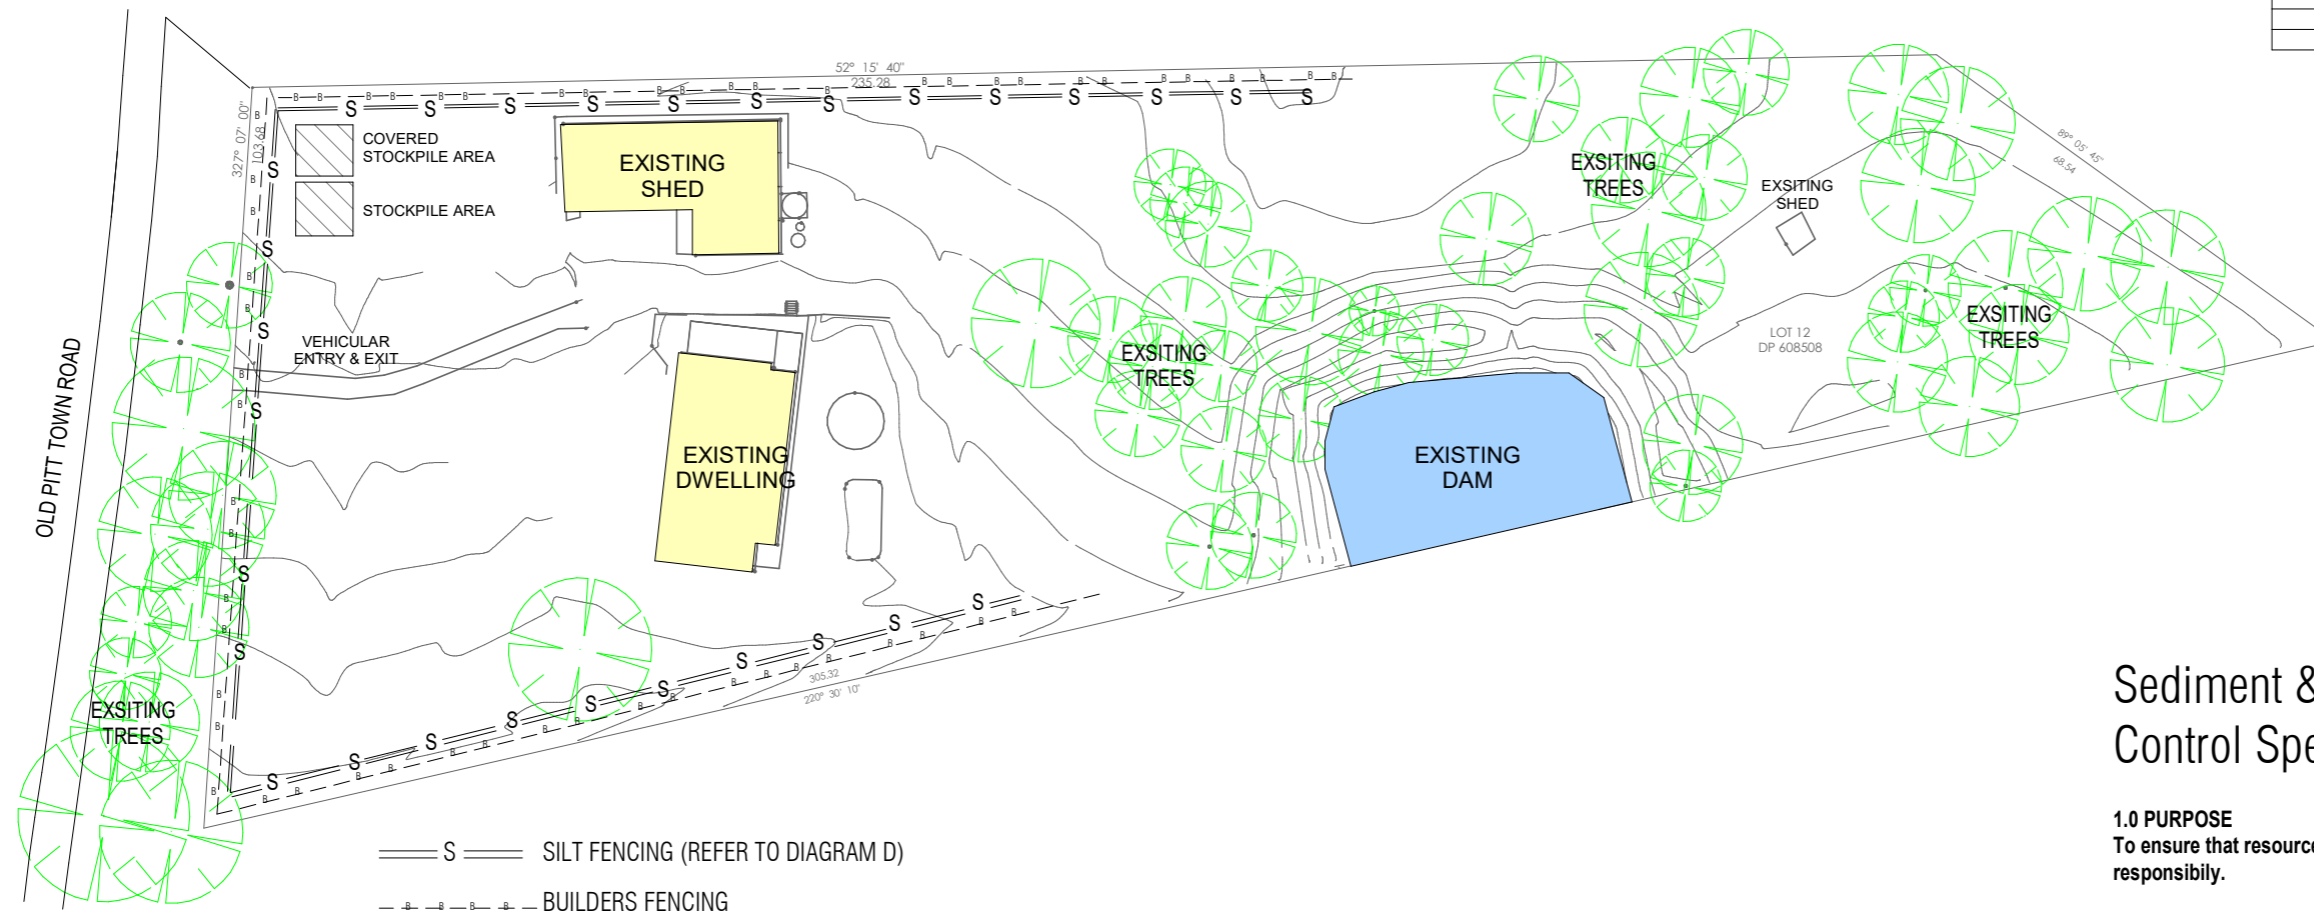 52° 15' 40"
235.28
327° 07' 00"
103.68
COVERED
STOCKPILE AREA
STOCKPILE AREA
EXISTING
SHED
VEHICULAR
ENTRY & EXIT
OLD PITT TOWN ROAD
EXISTING
DWELLING
EXSITING
TREES
EXSITING
TREES
EXSITING
SHED
89° 05' 45"
68.54
EXSITING
TREES
LOT 12
DP 608508
EXISTING
DAM
305.32
220° 30' 10"
EXSITING
TREES
S SILT FENCING (REFER TO DIAGRAM D)
B B B B BUILDERS FENCING
Sediment &
Control Spe
1.0 PURPOSE
To ensure that resource
responsibily.